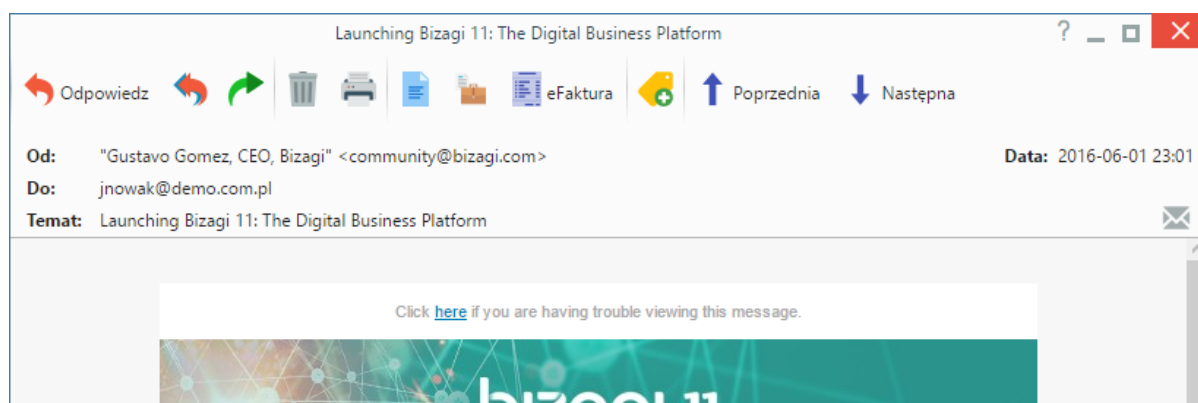 Launching Bizagi 11: The Digital Business Platform
?
Odpowiedz eFaktura Poprzednia Następna
Od: "Gustavo Gomez, CEO, Bizagi" <community@bizagi.com> Data: 2016-06-01 23:01
Do: jnowak@demo.com.pl
Temat: Launching Bizagi 11: The Digital Business Platform
Click here if you are having trouble viewing this message.
bizagi 11